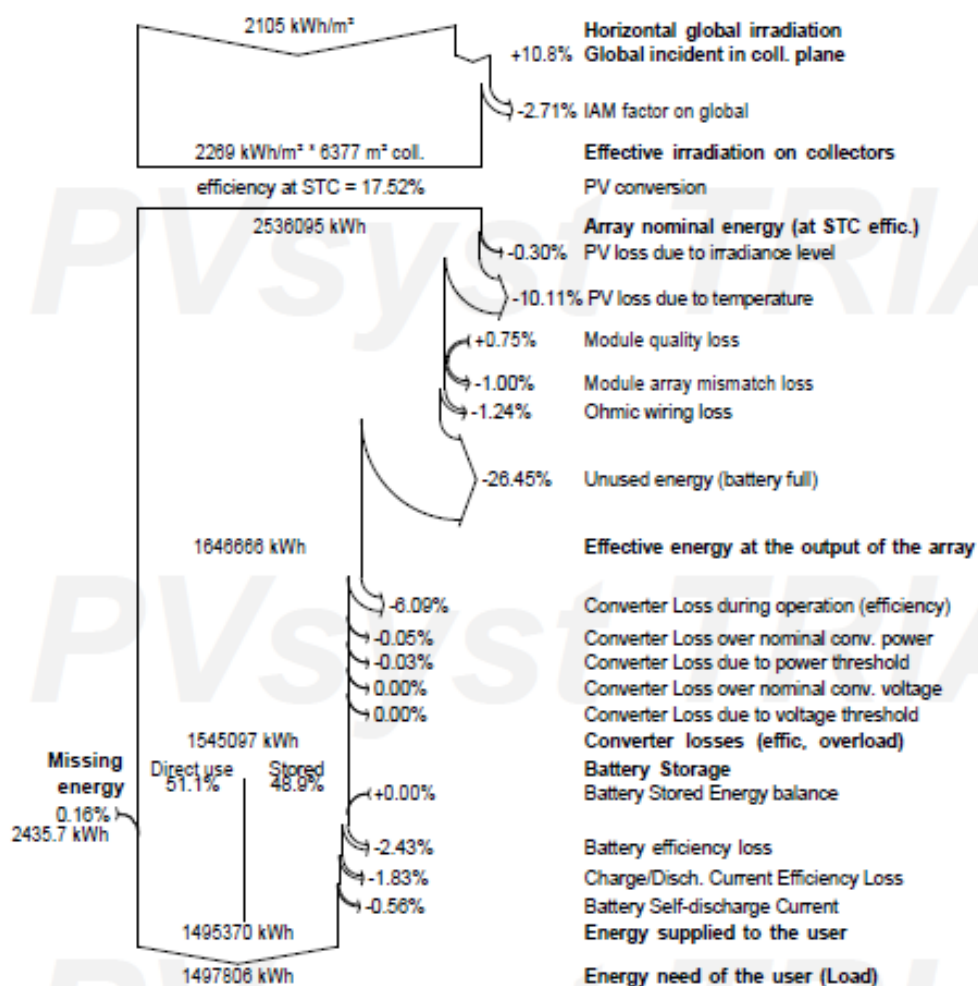 2105 kWh/m² Horizontal global irradiation
+10.8% Global incident in coll. plane
-2.71% IAM factor on global
2269 kWh/m² * 6377 m² coll. Effective irradiation on collectors
efficiency at STC = 17.52% PV conversion
2536095 kWh Array nominal energy (at STC effic.)
-0.30% PV loss due to irradiance level
-10.11% PV loss due to temperature
+0.75% Module quality loss
-1.00% Module array mismatch loss
-1.24% Ohmic wiring loss
-26.45% Unused energy (battery full)
1646666 kWh Effective energy at the output of the array
-6.09% Converter Loss during operation (efficiency)
-0.05% Converter Loss over nominal conv. power
-0.03% Converter Loss due to power threshold
0.00% Converter Loss over nominal conv. voltage
0.00% Converter Loss due to voltage threshold
1545097 kWh Converter losses (effic, overload)
Missing energy Direct use Stored Battery Storage
51.1% 48.9% +0.00% Battery Stored Energy balance
0.16%
2435.7 kWh
-2.43% Battery efficiency loss
-1.83% Charge/Disch. Current Efficiency Loss
-0.56% Battery Self-discharge Current
1495370 kWh Energy supplied to the user
1497806 kWh Energy need of the user (Load)
PVsyst TRIA
PVsyst TRIA